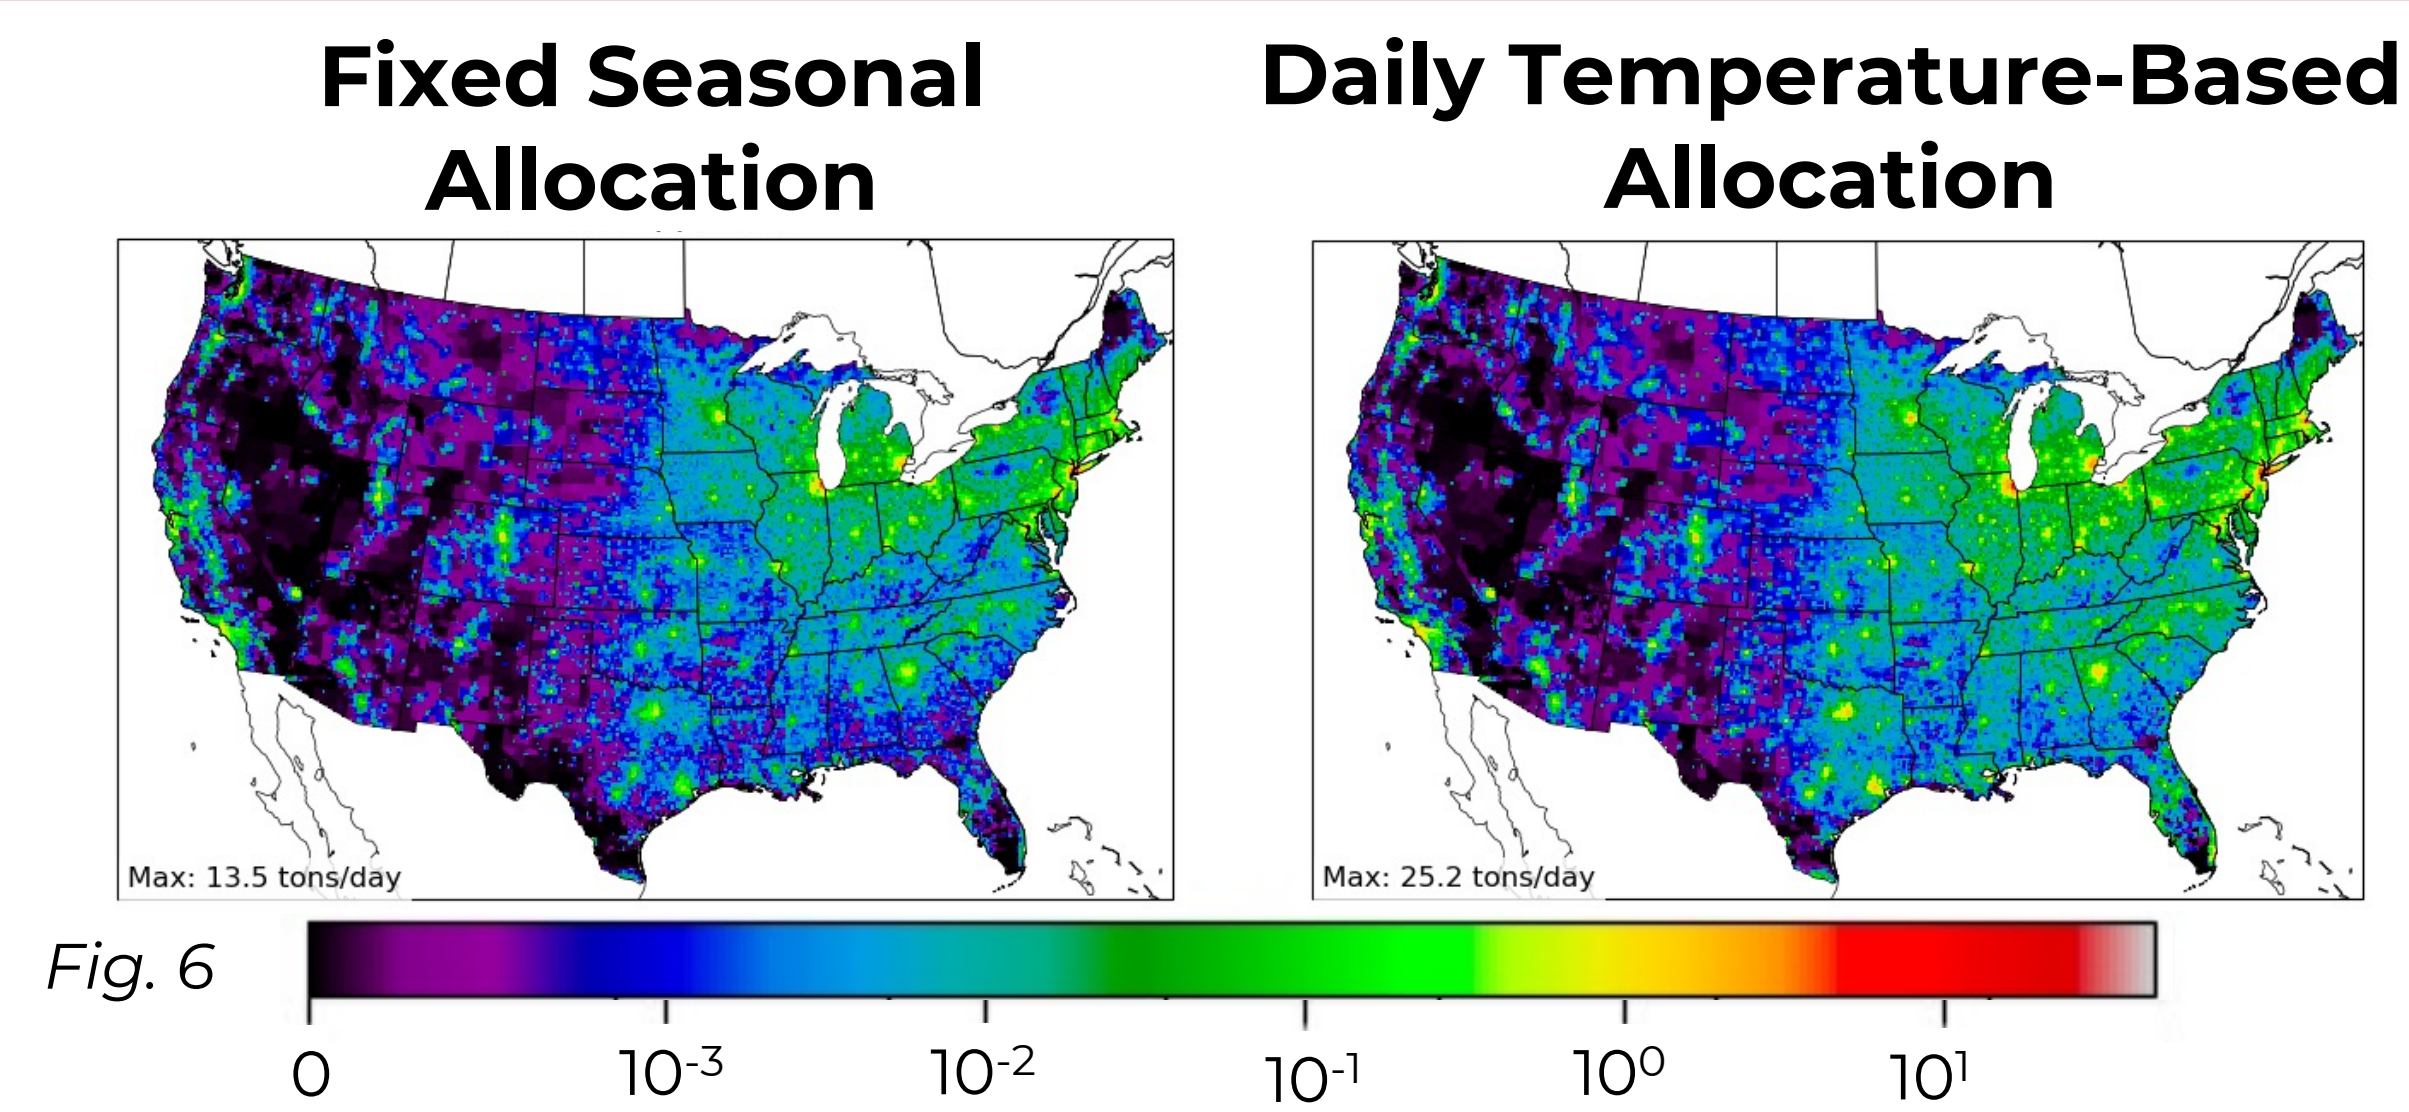 Fixed Seasonal
Allocation
Daily Temperature-Based
Allocation
Max: 13.5 tons/day
Max: 25.2 tons/day
Fig. 6
0
10⁻³
10⁻²
10⁻¹
10⁰
10¹